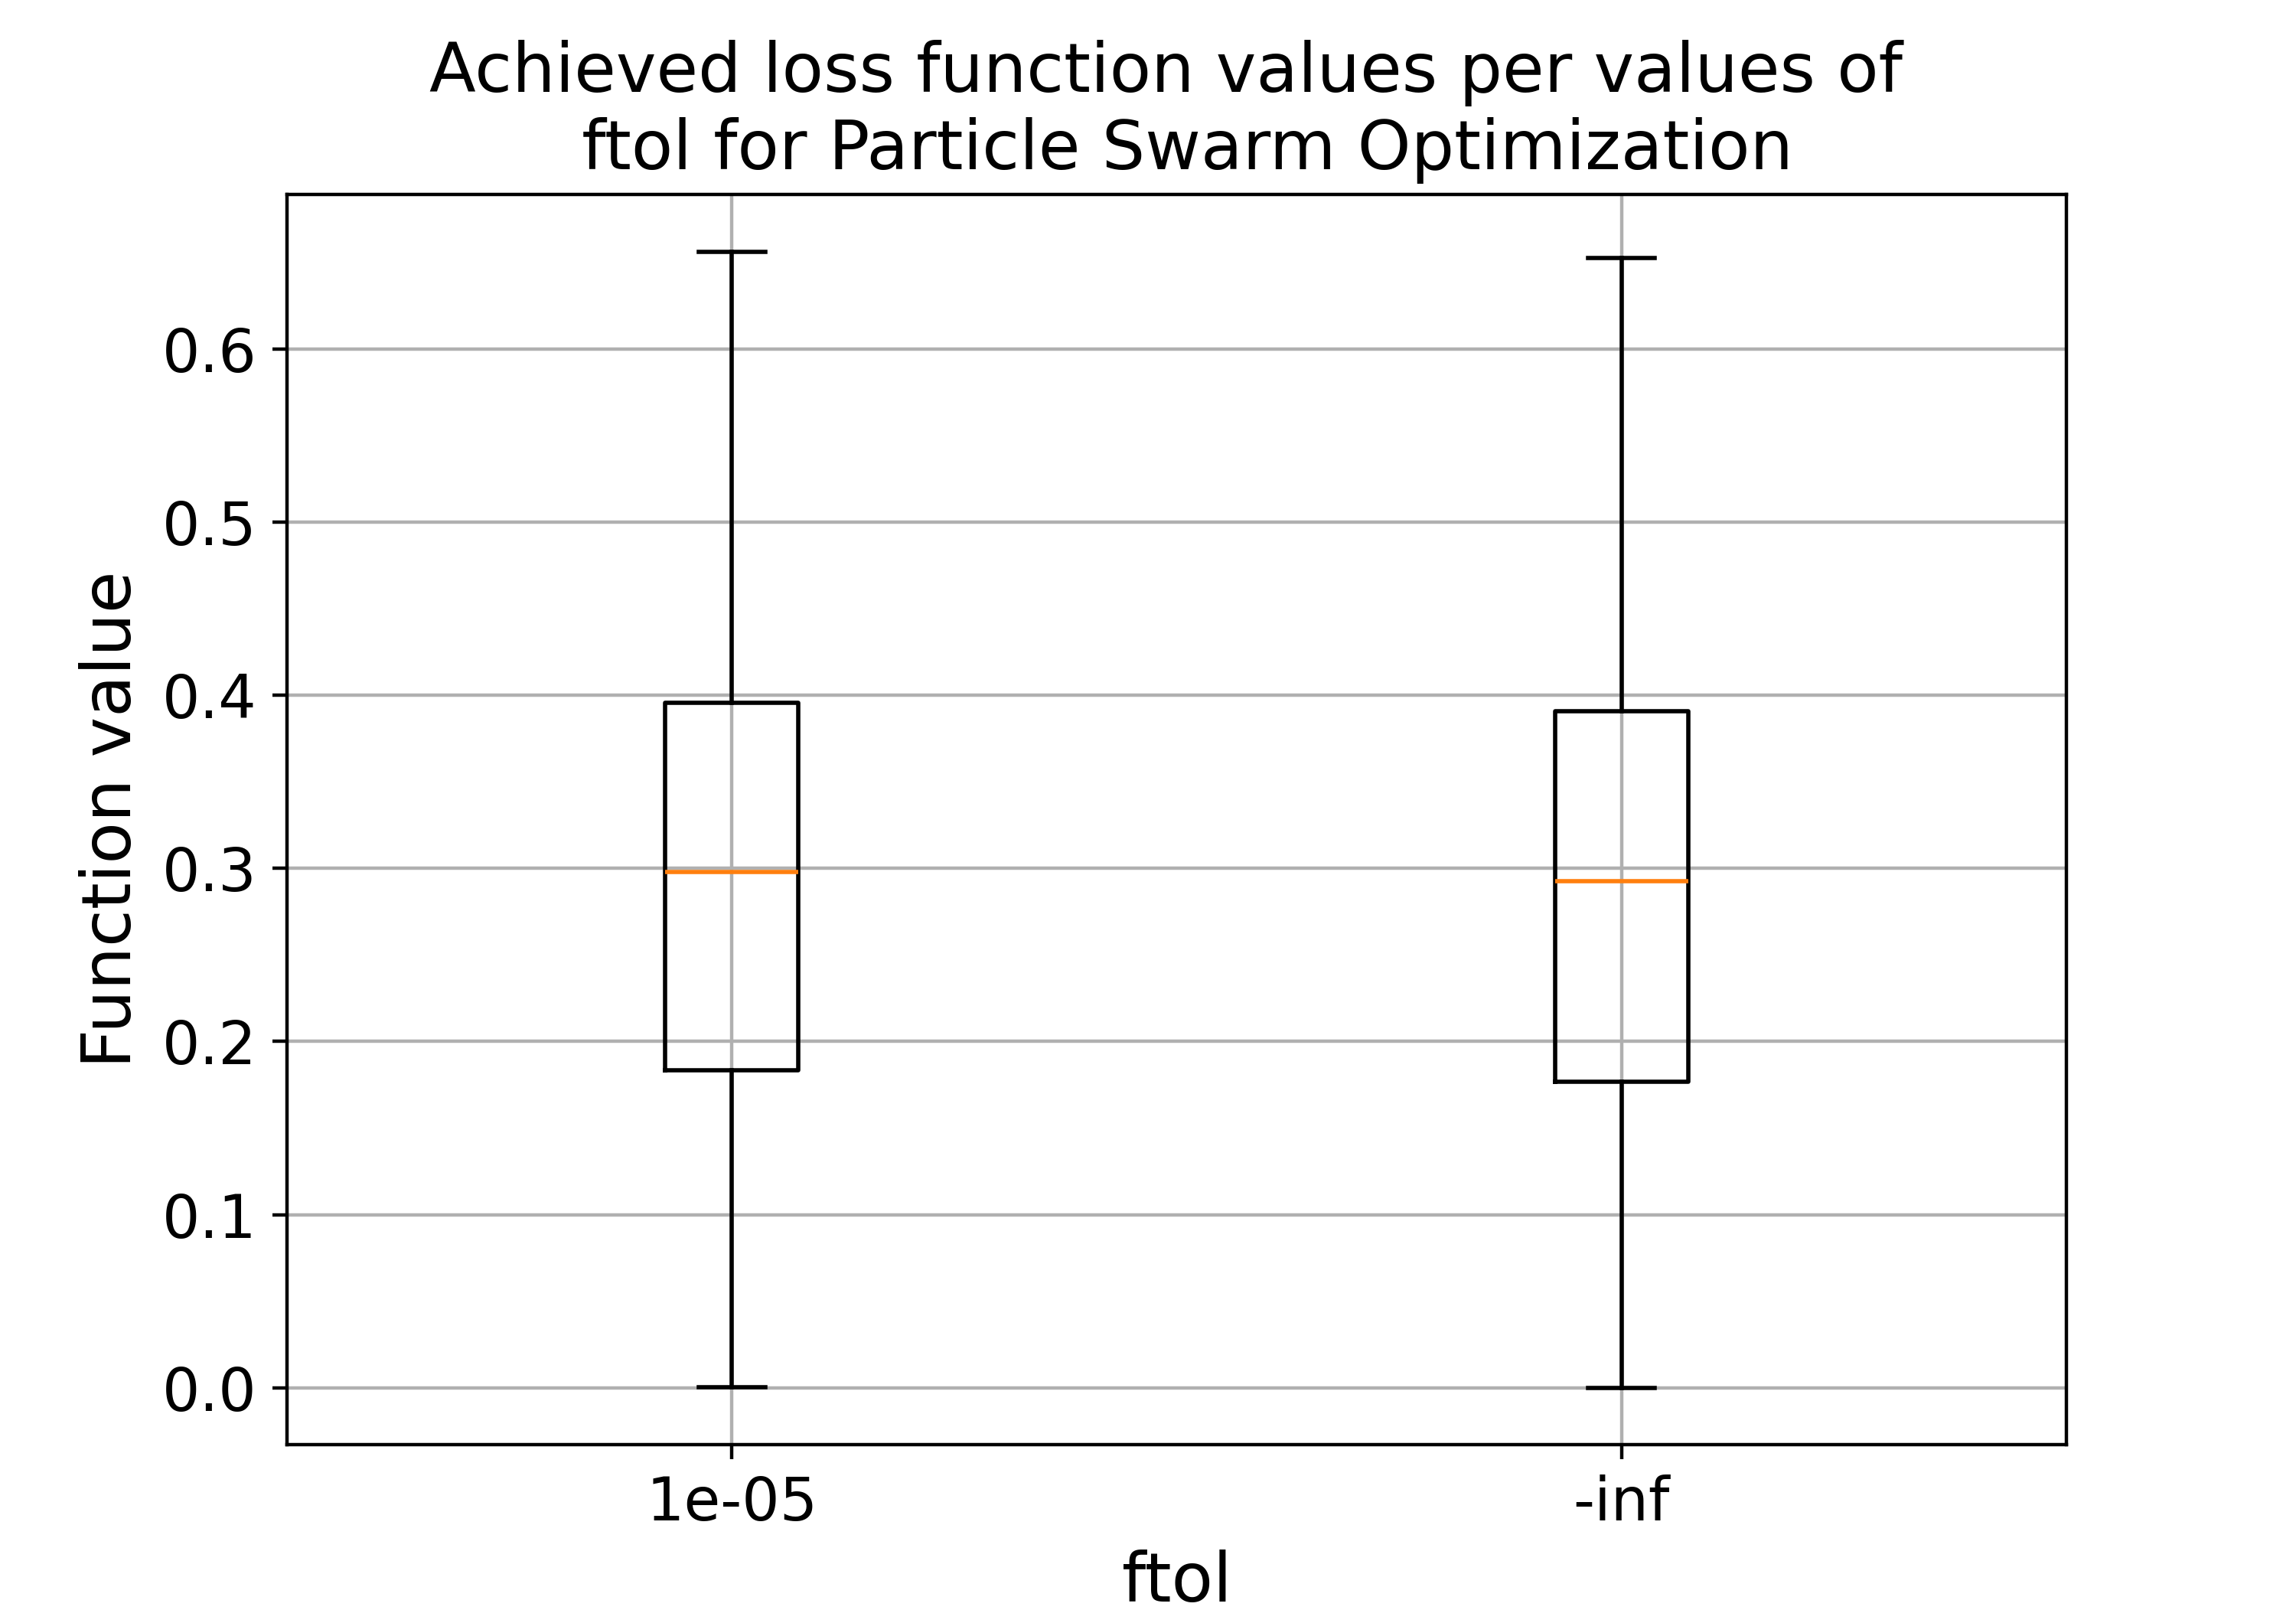 Achieved loss function values per values of
ftol for Particle Swarm Optimization
Function value
0.6
0.5
0.4
0.3
0.2
0.1
0.0
1e-05
-inf
ftol